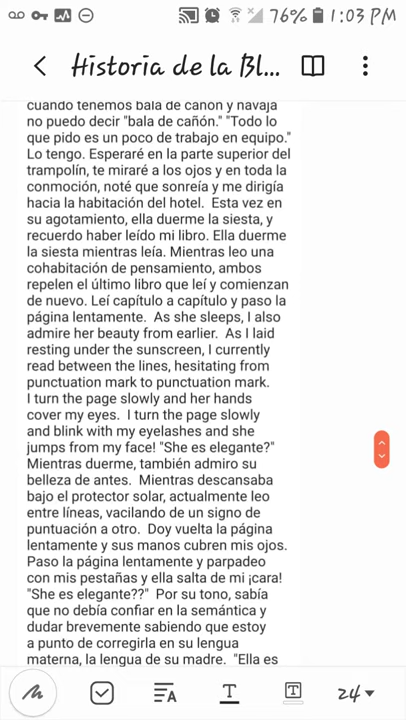 76% 1:03 PM
Historia de la Bl...
cuando tenemos bala de cañón y navaja
no puedo decir "bala de cañón." "Todo lo
que pido es un poco de trabajo en equipo."
Lo tengo. Esperaré en la parte superior del
trampolín, te miraré a los ojos y en toda la
conmoción, noté que sonreía y me dirigía
hacia la habitación del hotel.  Esta vez en
su agotamiento, ella duerme la siesta, y
recuerdo haber leído mi libro. Ella duerme
la siesta mientras leía. Mientras leo una
cohabitación de pensamiento, ambos
repelen el último libro que leí y comienzan
de nuevo. Leí capítulo a capítulo y paso la
página lentamente.  As she sleeps, I also
admire her beauty from earlier.  As I laid
resting under the sunscreen, I currently
read between the lines, hesitating from
punctuation mark to punctuation mark.
I turn the page slowly and her hands
cover my eyes.  I turn the page slowly
and blink with my eyelashes and she
jumps from my face! "She es elegante?"
Mientras duerme, también admiro su
belleza de antes.  Mientras descansaba
bajo el protector solar, actualmente leo
entre líneas, vacilando de un signo de
puntuación a otro.  Doy vuelta la página
lentamente y sus manos cubren mis ojos.
Paso la página lentamente y parpadeo
con mis pestañas y ella salta de mi ¡cara!
"She es elegante??"  Por su tono, sabía
que no debía confiar en la semántica y
dudar brevemente sabiendo que estoy
a punto de corregirla en su lengua
materna, la lengua de su madre.  "Ella es
A T T 24